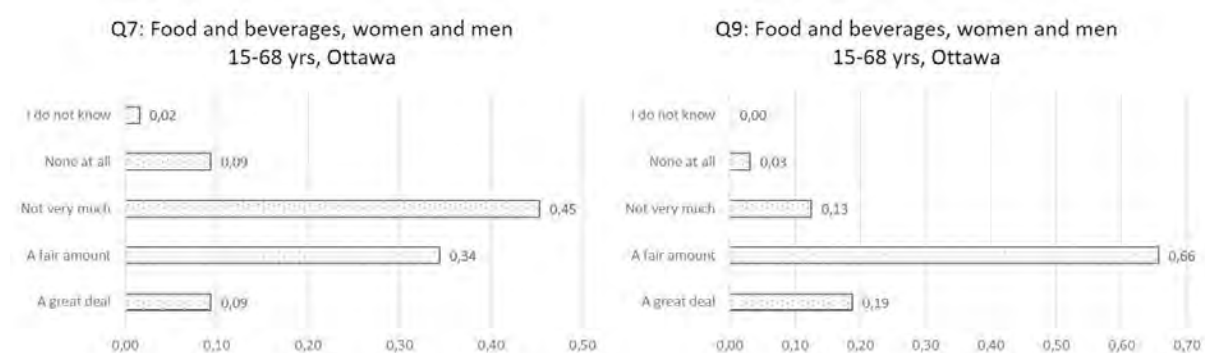 Q7: Food and beverages, women and men
15-68 yrs, Ottawa
I do not know 0,02
None at all 0,09
Not very much 0,45
A fair amount 0,34
A great deal 0,09
0,00 0,10 0,20 0,30 0,40 0,50
Q9: Food and beverages, women and men
15-68 yrs, Ottawa
I do not know 0,00
None at all 0,03
Not very much 0,13
A fair amount 0,66
A great deal 0,19
0,00 0,10 0,20 0,30 0,40 0,50 0,60 0,70